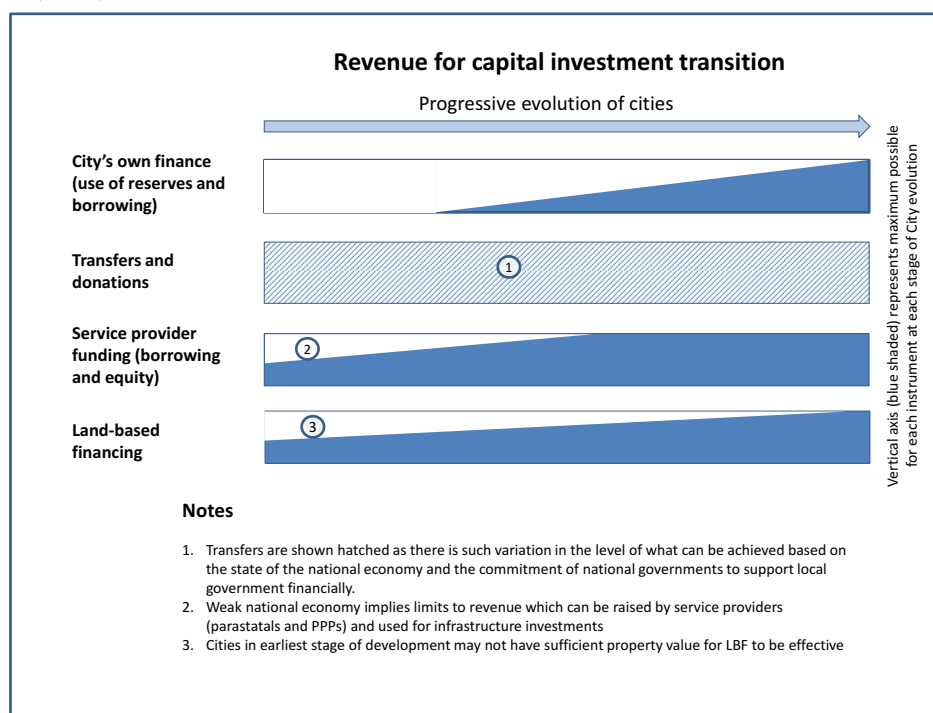 Revenue for capital investment transition
Progressive evolution of cities
City’s own finance
(use of reserves and
borrowing)
Transfers and
donations
1
Service provider
funding (borrowing
and equity)
2
Land-based
financing
3
Vertical axis (blue shaded) represents maximum possible
for each instrument at each stage of City evolution
Notes
1. Transfers are shown hatched as there is such variation in the level of what can be achieved based on
the state of the national economy and the commitment of national governments to support local
government financially.
2. Weak national economy implies limits to revenue which can be raised by service providers
(parastatals and PPPs) and used for infrastructure investments
3. Cities in earliest stage of development may not have sufficient property value for LBF to be effective